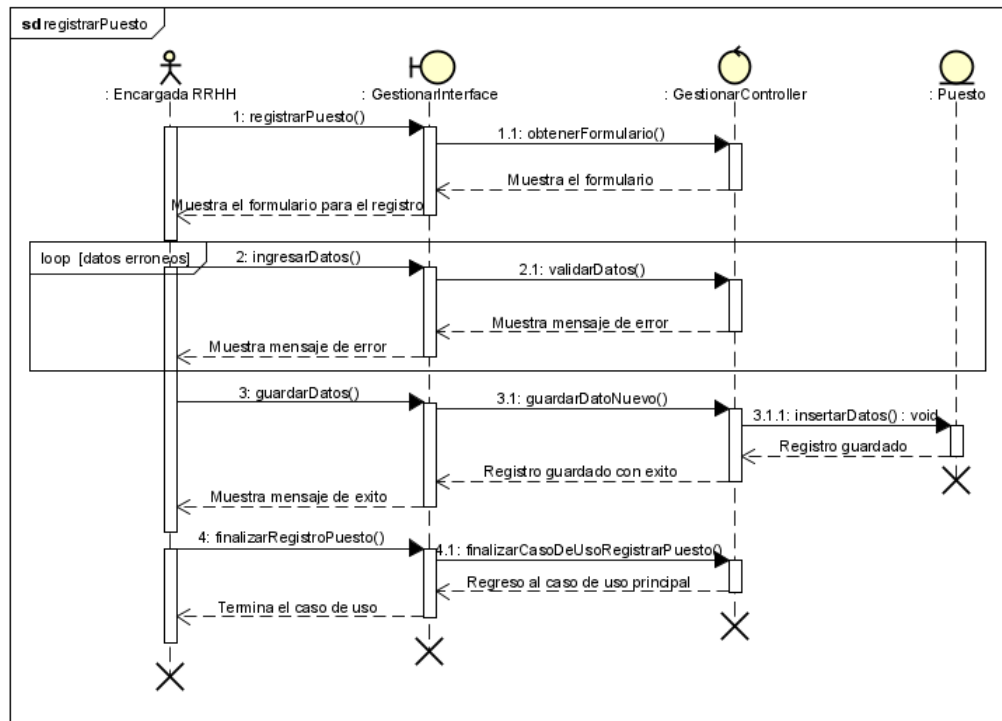 sd registrarPuesto
: Encargada RRHH
: GestionarInterface
: GestionarController
: Puesto
1: registrarPuesto()
1.1: obtenerFormulario()
Muestra el formulario
Muestra el formulario para el registro
loop [datos erroneos]
2: ingresarDatos()
2.1: validarDatos()
Muestra mensaje de error
Muestra mensaje de error
3: guardarDatos()
3.1: guardarDatoNuevo()
3.1.1: insertarDatos() : void
Registro guardado
Registro guardado con exito
Muestra mensaje de exito
4: finalizarRegistroPuesto()
4.1: finalizarCasoDeUsoRegistrarPuesto()
Regreso al caso de uso principal
Termina el caso de uso